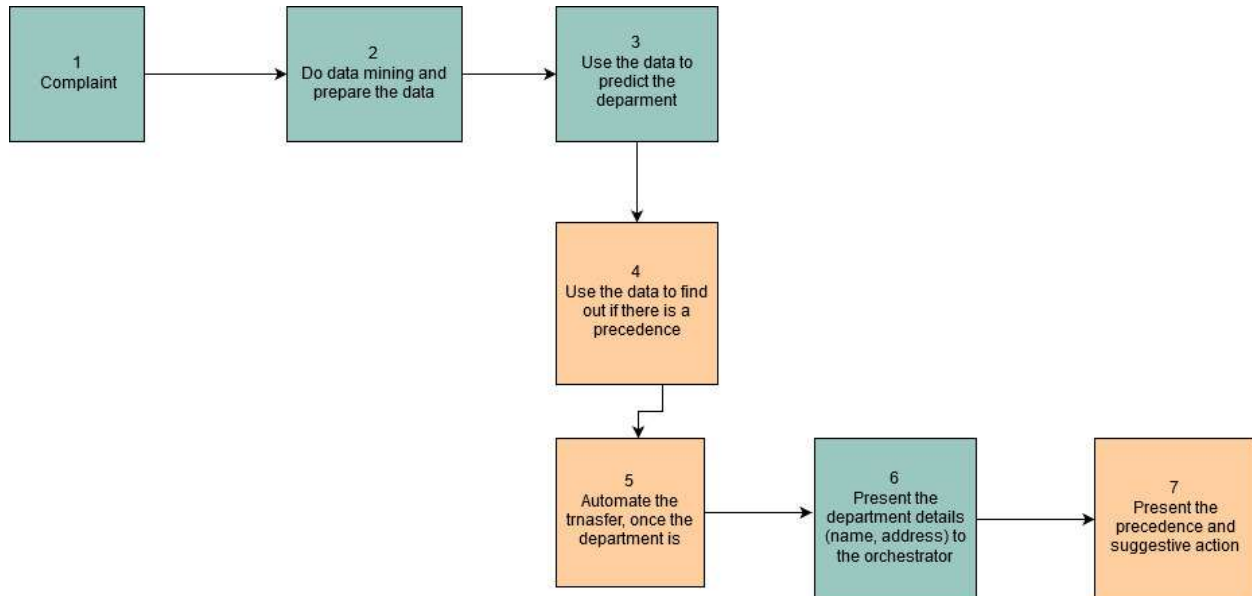 1
Complaint
2
Do data mining and
prepare the data
3
Use the data to
predict the
deparment
4
Use the data to find
out if there is a
precedence
5
Automate the
trnasfer, once the
department is
6
Present the
department details
(name, address) to
the orchestrator
7
Present the
precedence and
suggestive action